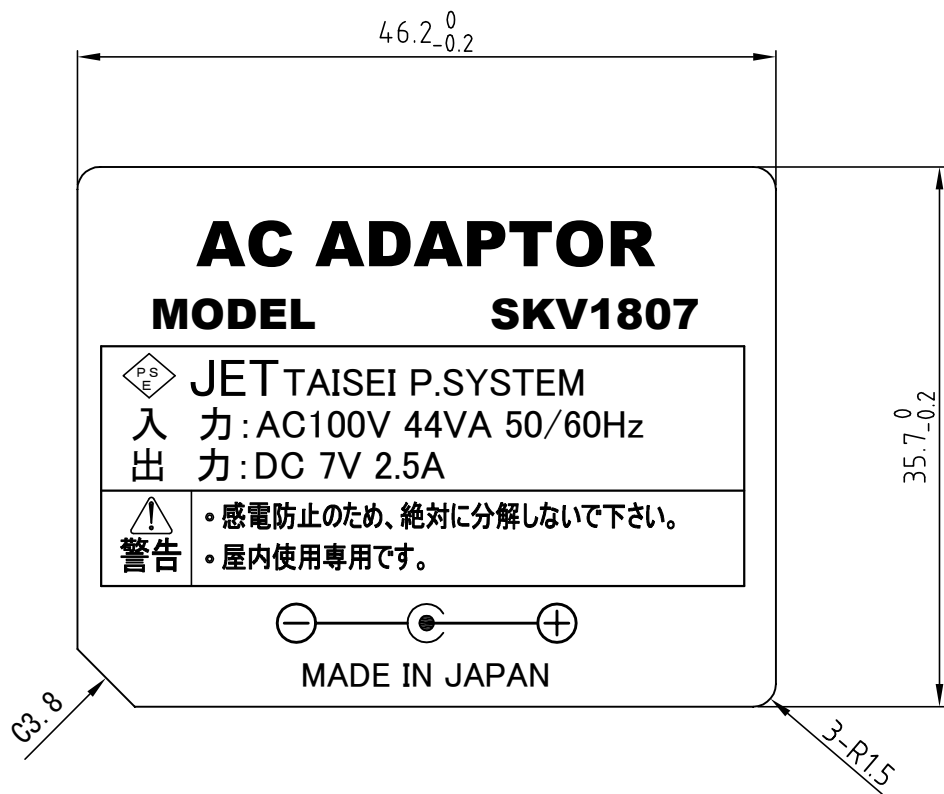 46.2 0 -0.2
AC ADAPTOR
MODEL SKV1807
PS E JET TAISEI P.SYSTEM
入 力:AC100V 44VA 50/60Hz
出 力:DC 7V 2.5A
警告
。感電防止のため、絶対に分解しないで下さい。
。屋内使用専用です。
MADE IN JAPAN
35.7 0 -0.2
C3.8
3-R1.5